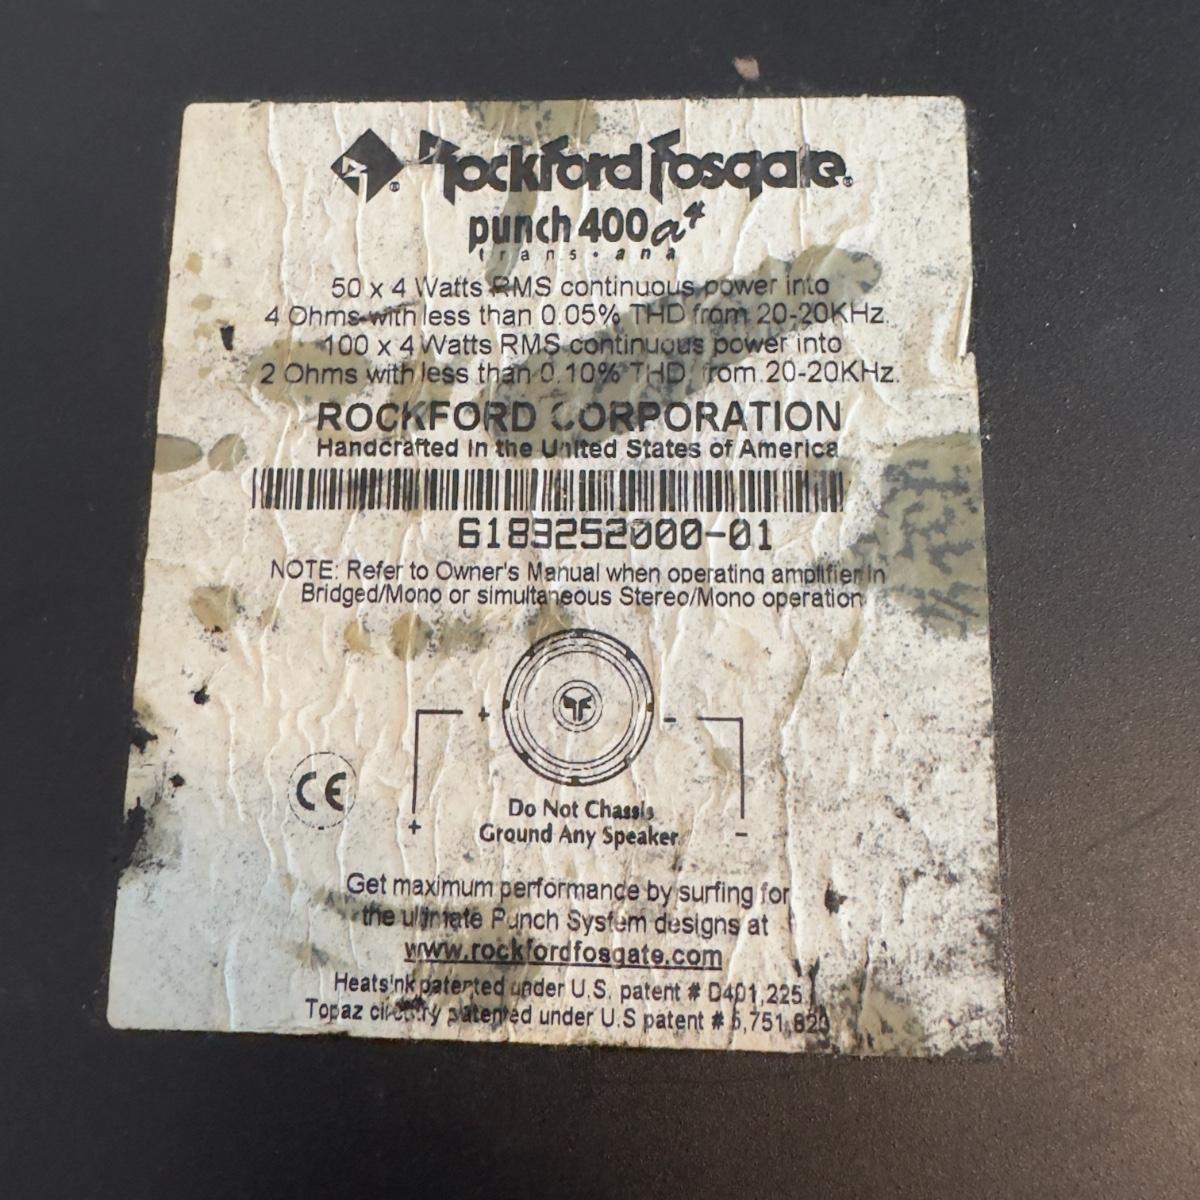 Rockford Fosgate®
punch 400a⁴
trans•ana
50 x 4 Watts RMS continuous power into
4 Ohms with less than 0.05% THD from 20-20KHz.
100 x 4 Watts RMS continuous power into
2 Ohms with less than 0.10% THD from 20-20KHz.
ROCKFORD CORPORATION
Handcrafted in the United States of America
6183252000-01
NOTE: Refer to Owner's Manual when operating amplifier in
Bridged/Mono or simultaneous Stereo/Mono operation
+ -
CE
+ -
Do Not Chassis
Ground Any Speaker
Get maximum performance by surfing for
the ultimate Punch System designs at
www.rockfordfosgate.com
Heatsink patented under U.S. patent # D401,225
Topaz circuitry patented under U.S patent # 5,751,823